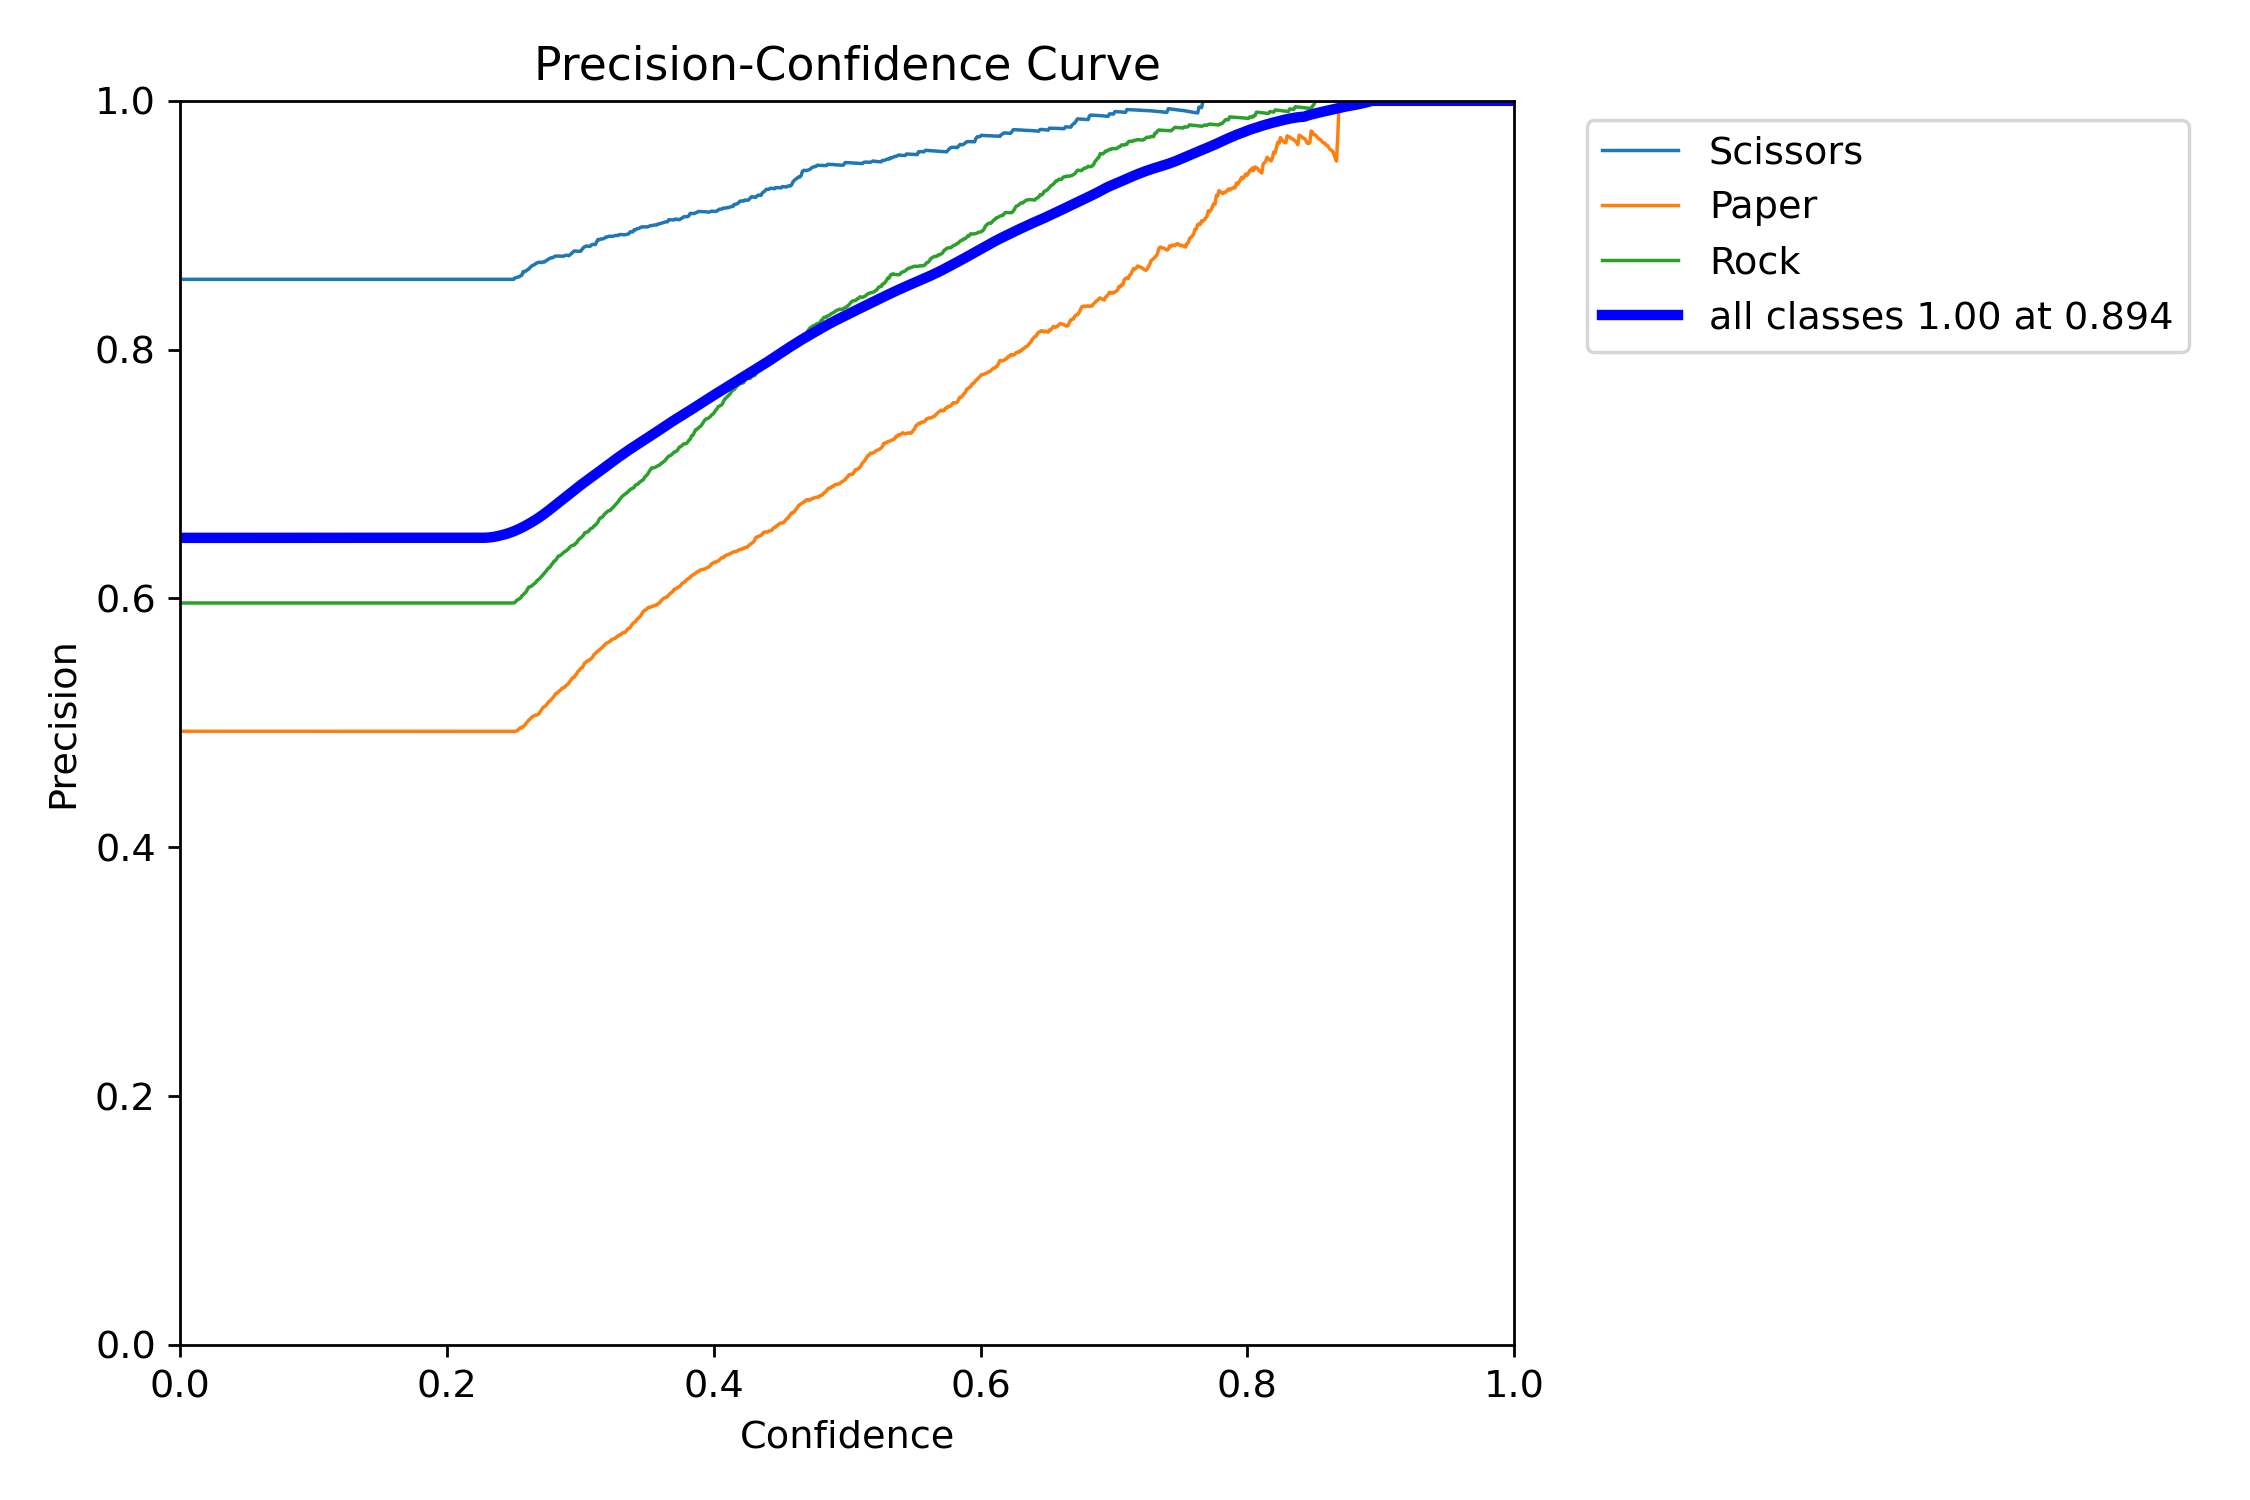 Precision-Confidence Curve
1.0
0.8
0.6
0.4
0.2
0.0
Precision
0.0 0.2 0.4 0.6 0.8 1.0
Confidence
Scissors
Paper
Rock
all classes 1.00 at 0.894